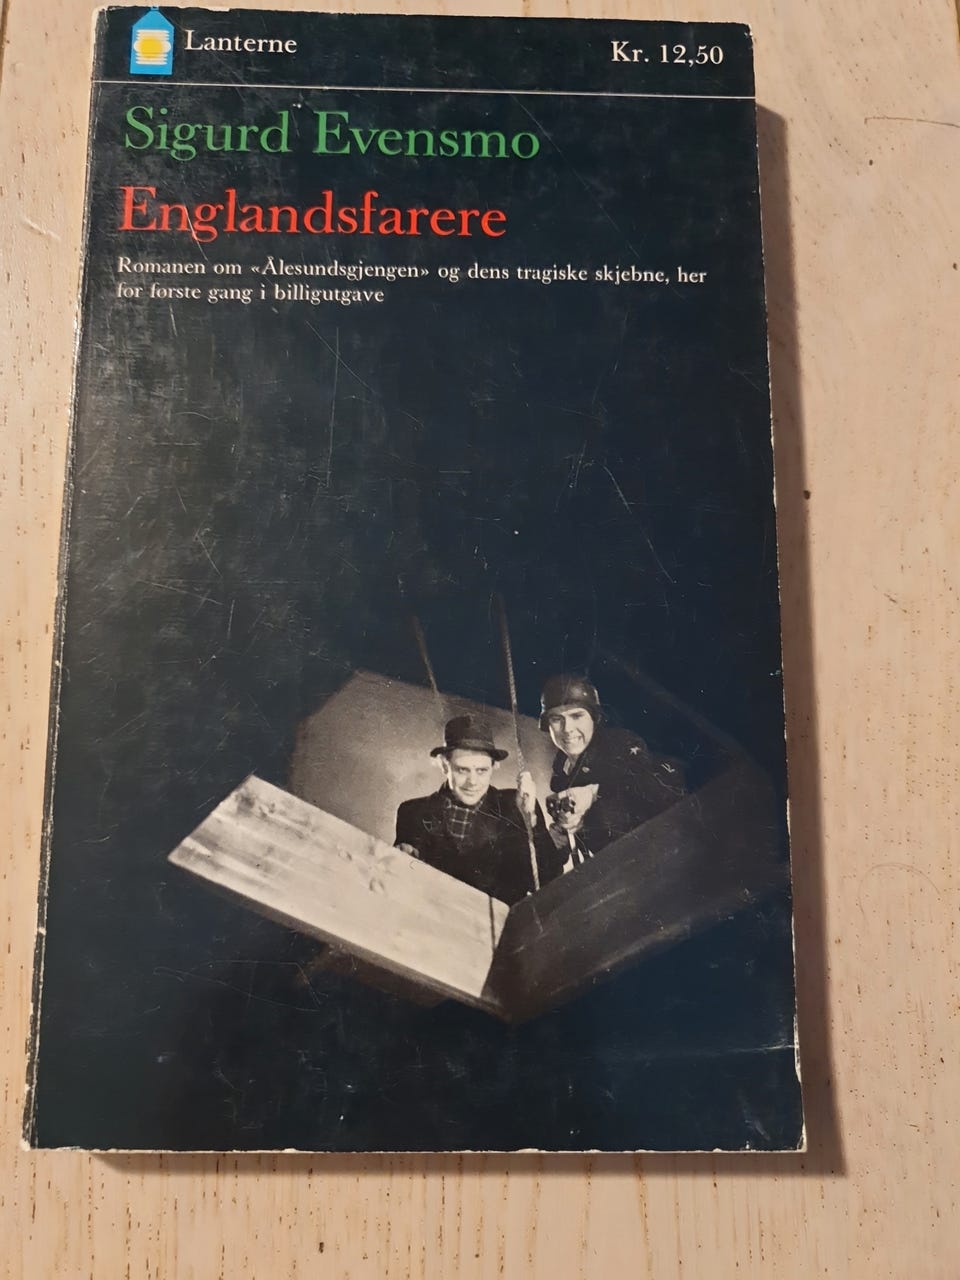 Lanterne
Kr. 12,50
Sigurd Evensmo
Englandsfarere
Romanen om «Ålesundsgjengen» og dens tragiske skjebne, her
for første gang i billigutgave